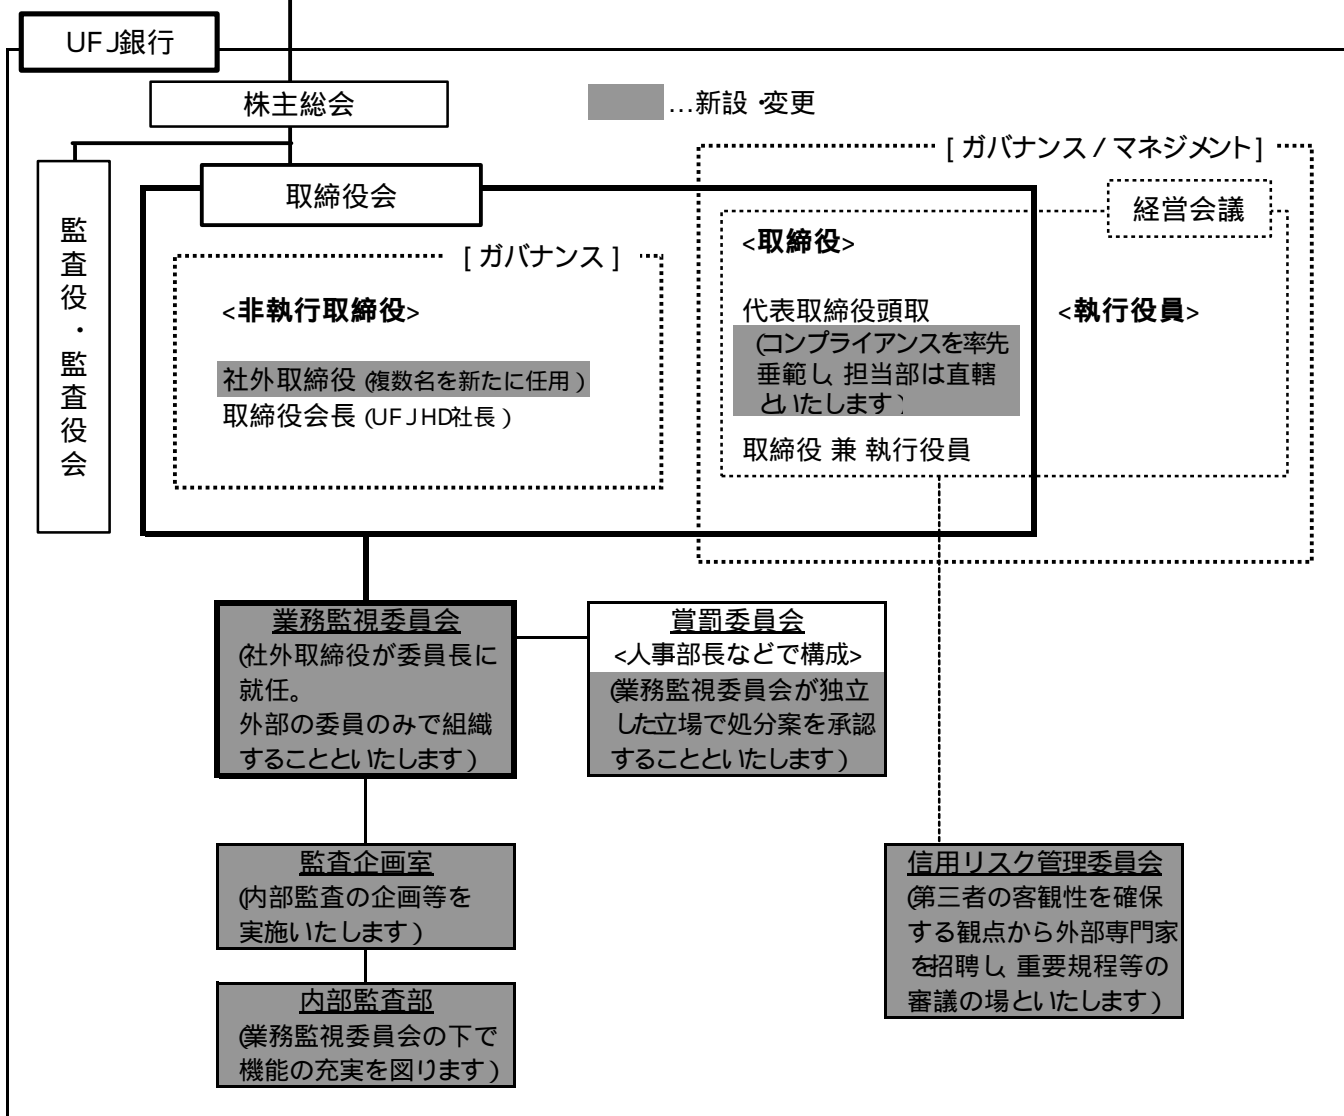 UFJ銀行
株主総会
…新設・変更
[ ガバナンス / マネジメント ]
取締役会
経営会議
監査役・監査役会
[ ガバナンス ]
<取締役>
<非執行取締役>
代表取締役頭取
<執行役員>
(コンプライアンスを率先
垂範し、担当部は直轄
といたします)
社外取締役 (複数名を新たに任用)
取締役会長 (UFJHD社長)
取締役 兼 執行役員
業務監視委員会
(社外取締役が委員長に
就任。
外部の委員のみで組織
することといたします)
賞罰委員会
<人事部長などで構成>
(業務監視委員会が独立
した立場で処分案を承認
することといたします)
監査企画室
(内部監査の企画等を
実施いたします)
信用リスク管理委員会
(第三者の客観性を確保
する観点から外部専門家
を招聘し、重要規程等の
審議の場といたします)
内部監査部
(業務監視委員会の下で
機能の充実を図ります)